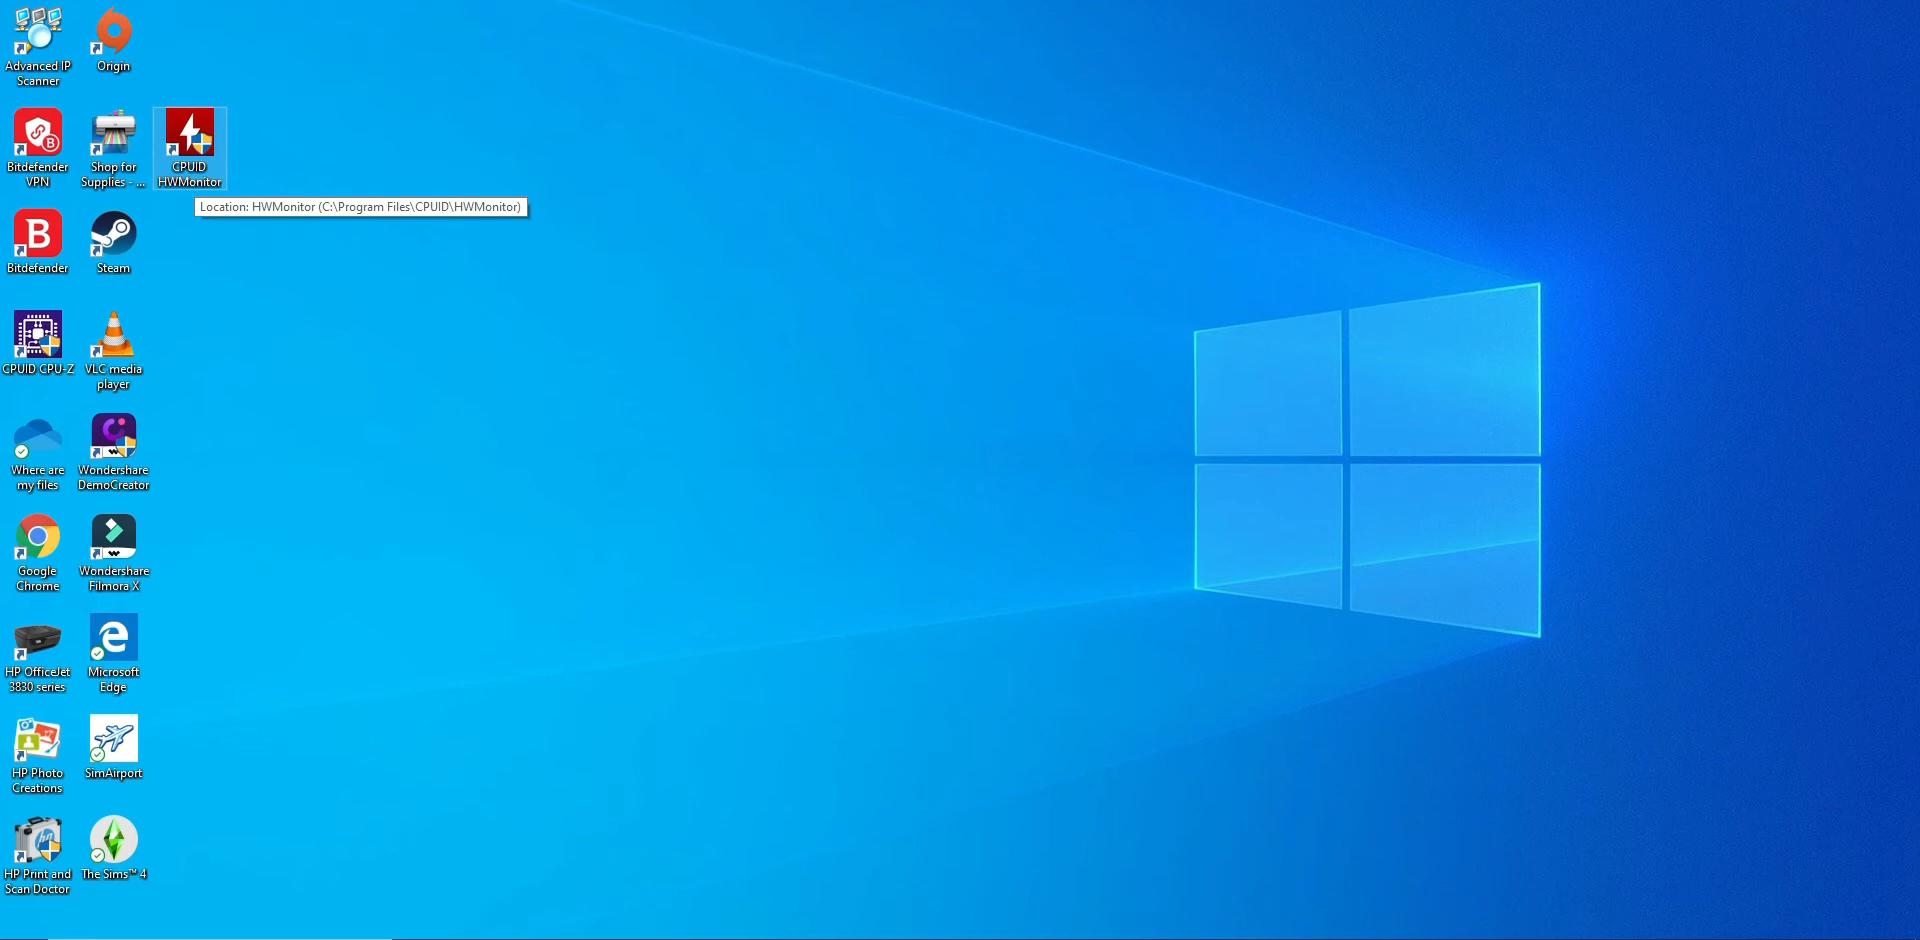 Advanced IP
Scanner
Origin
Bitdefender
VPN
Shop for
Supplies - ...
CPUID
HWMonitor
Location: HWMonitor (C:\Program Files\CPUID\HWMonitor)
Bitdefender
Steam
CPUID CPU-Z
VLC media
player
Where are
my files
Wondershare
DemoCreator
Google
Chrome
Wondershare
Filmora X
HP OfficeJet
3830 series
Microsoft
Edge
HP Photo
Creations
SimAirport
HP Print and
Scan Doctor
The Sims™ 4